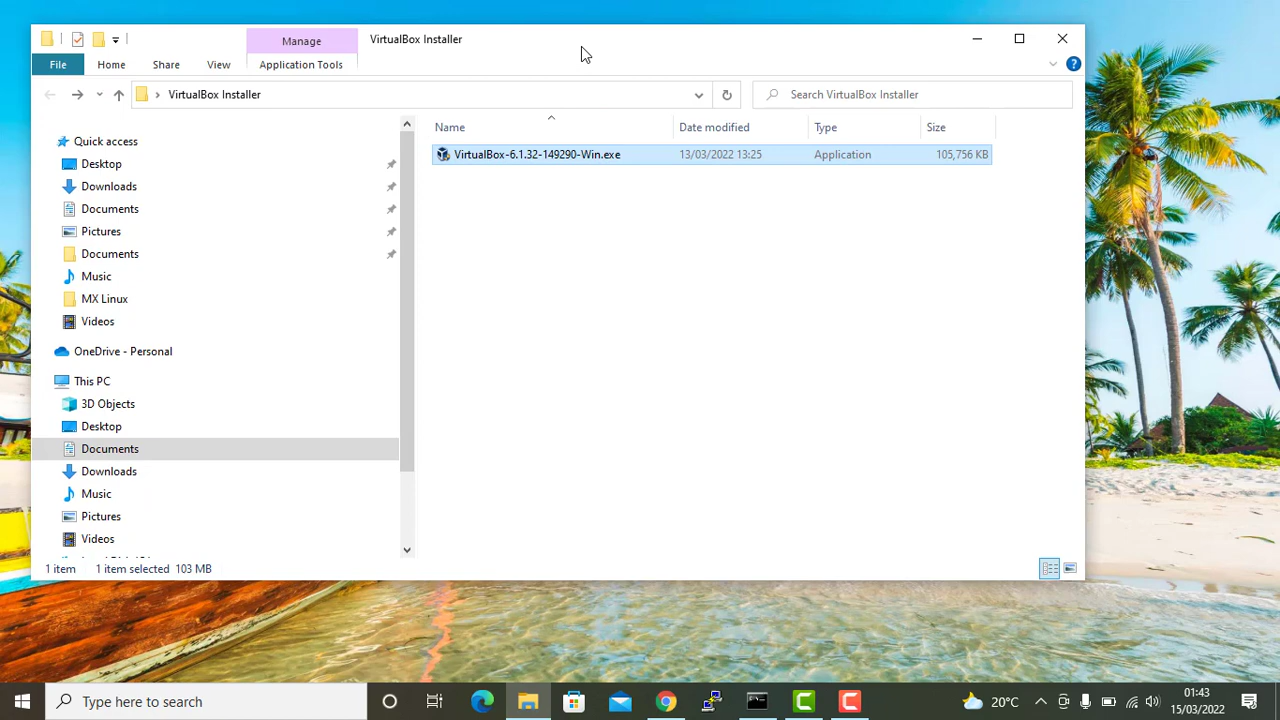 Manage
VirtualBox Installer
File
Home
Share
View
Application Tools
VirtualBox Installer
Search VirtualBox Installer
Name
Date modified
Type
Size
VirtualBox-6.1.32-149290-Win.exe
13/03/2022 13:25
Application
105,756 KB
Quick access
Desktop
Downloads
Documents
Pictures
Documents
Music
MX Linux
Videos
OneDrive - Personal
This PC
3D Objects
Desktop
Documents
Downloads
Music
Pictures
Videos
1 item
1 item selected 103 MB
Type here to search
20°C
01:43
15/03/2022